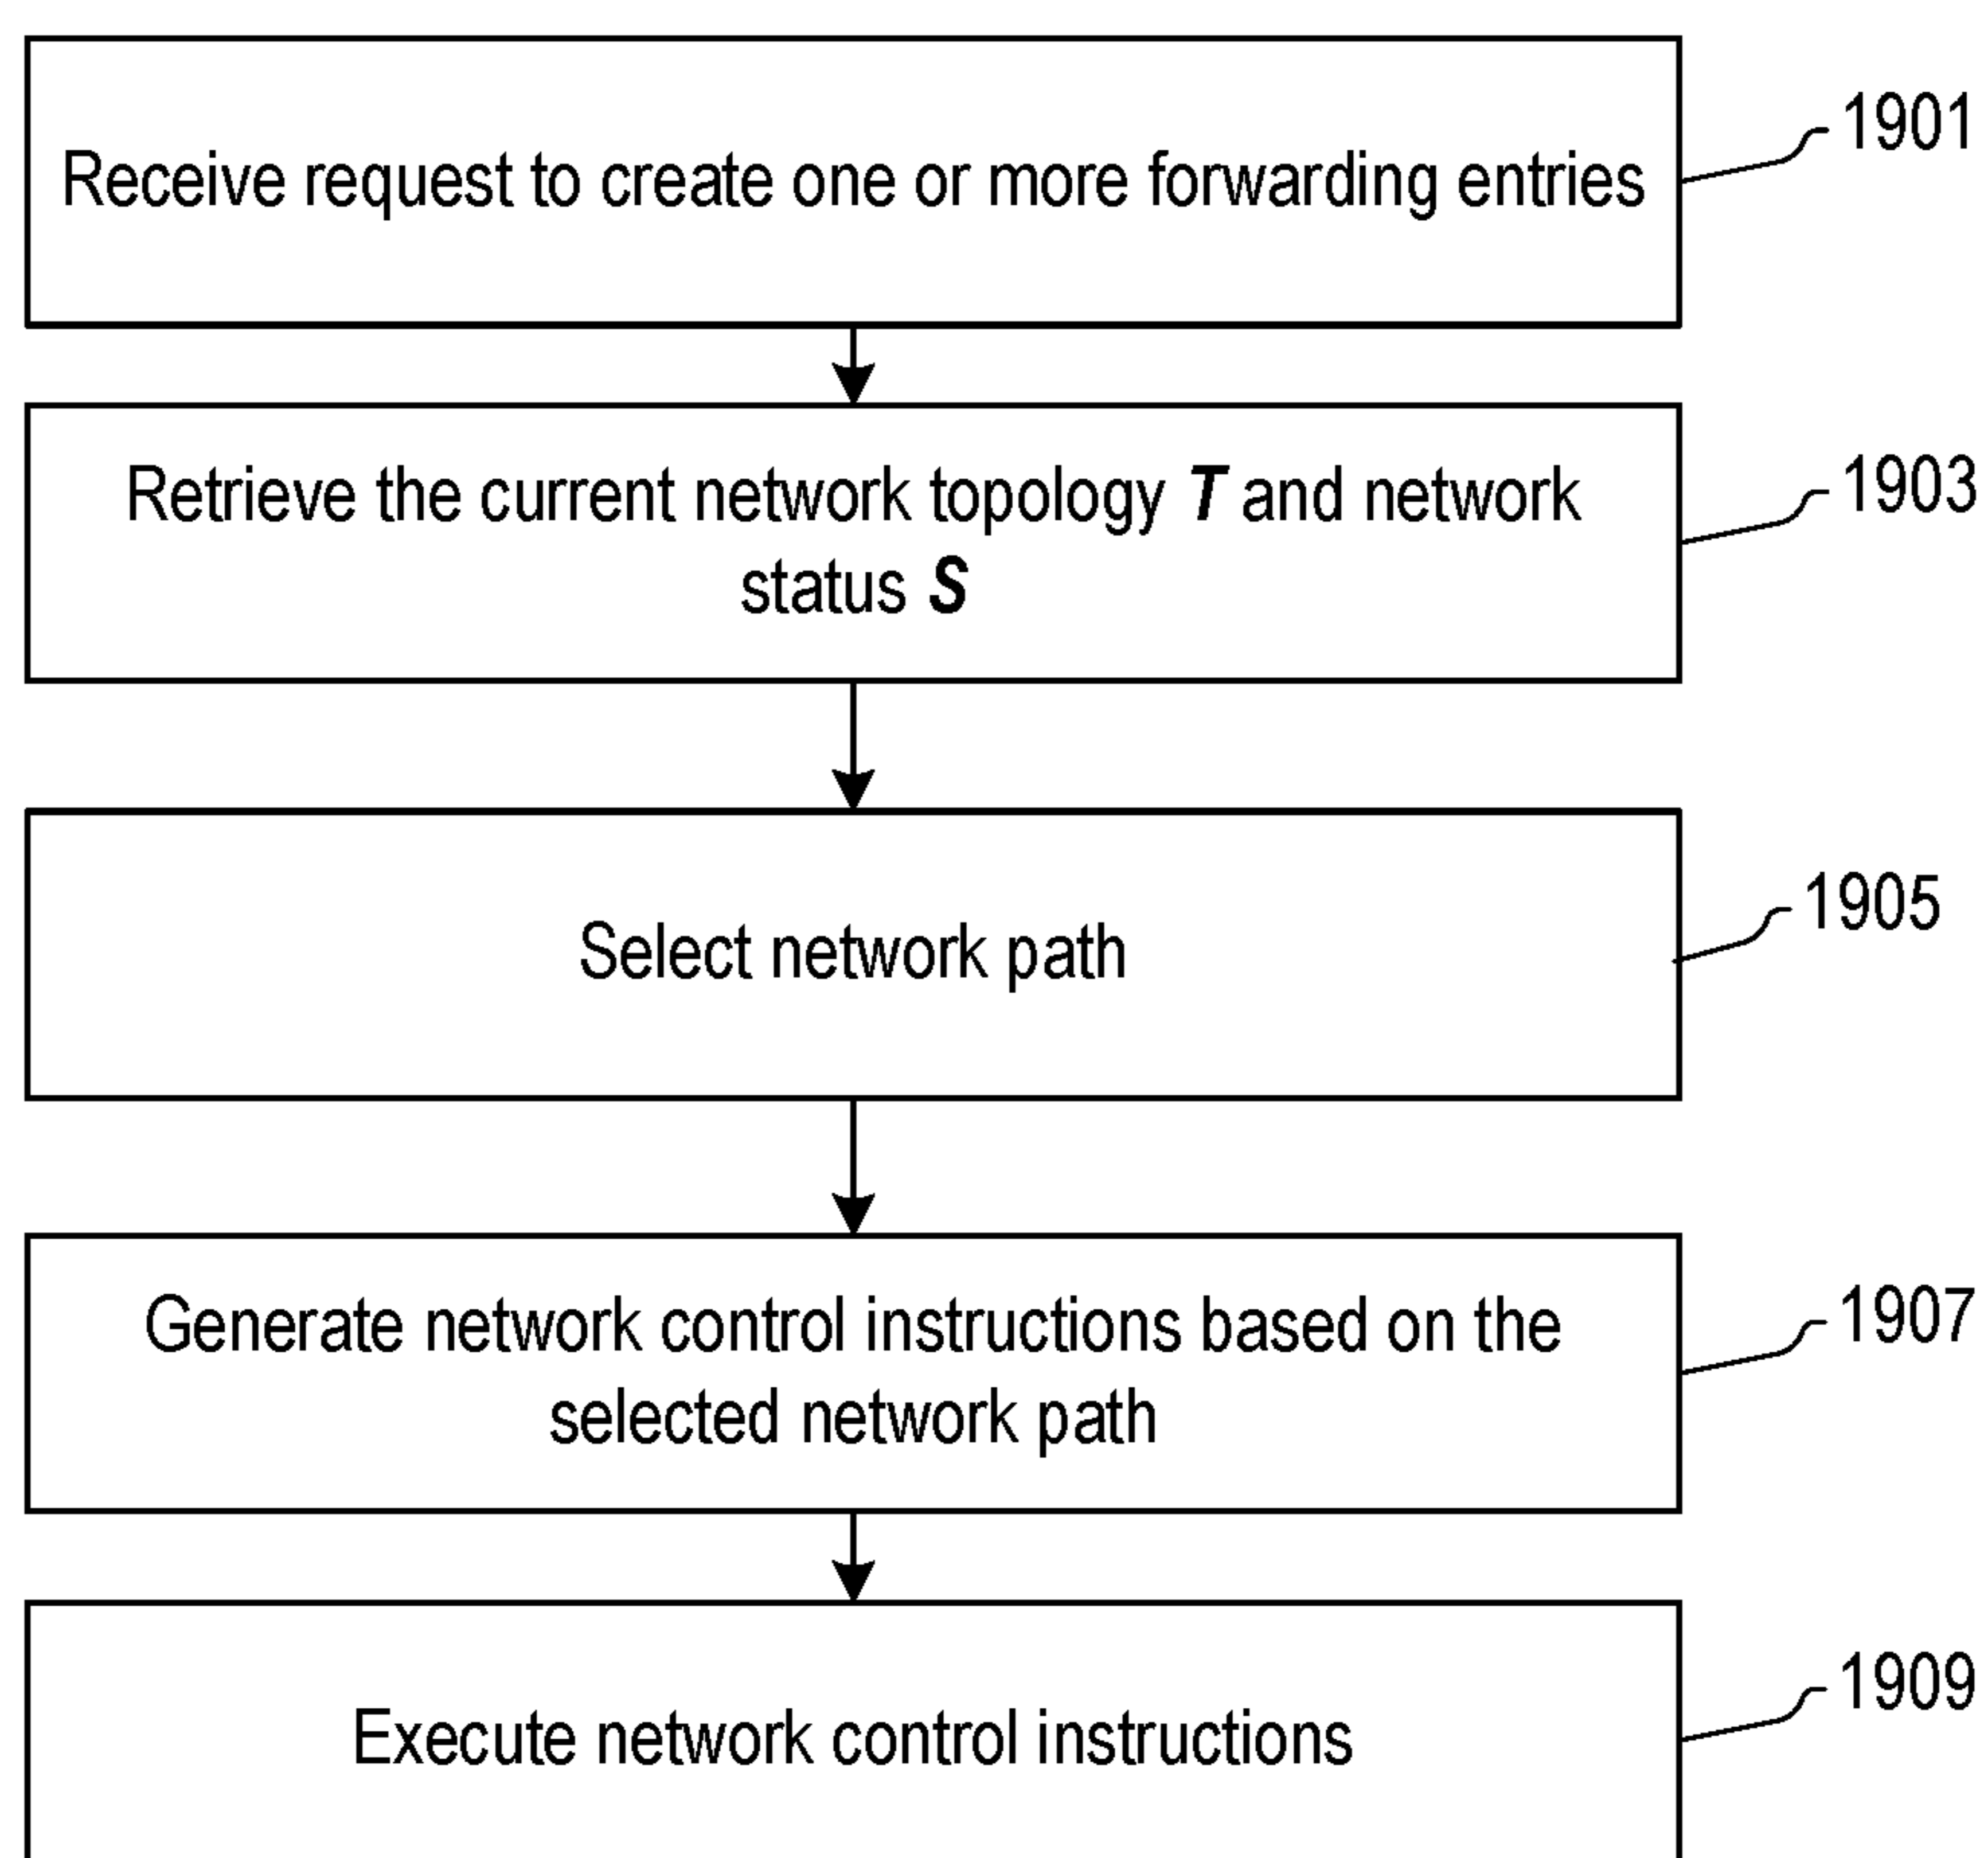 Receive request to create one or more forwarding entries
1901
Retrieve the current network topology T and network
status S
1903
Select network path
1905
Generate network control instructions based on the
selected network path
1907
Execute network control instructions
1909